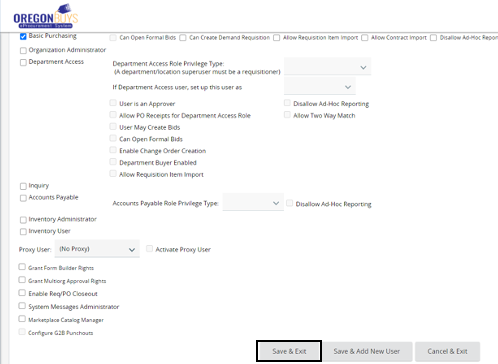 OREGONBUYS
eProcurement System
Basic Purchasing Can Open Formal Bids Can Create Demand Requisition Allow Requisition Item Import Allow Contract Import Disallow Ad-Hoc Repor
Organization Administrator
Department Access Department Access Role Privilege Type:
(A department/location superuser must be a requisitioner)
If Department Access user, set up this user as
User is an Approver Disallow Ad-Hoc Reporting
Allow PO Receipts for Department Access Role Allow Two Way Match
User May Create Bids
Can Open Formal Bids
Enable Change Order Creation
Department Buyer Enabled
Allow Requisition Item Import
Inquiry
Accounts Payable
Accounts Payable Role Privilege Type: Disallow Ad-Hoc Reporting
Inventory Administrator
Inventory User
Proxy User: (No Proxy) Activate Proxy User
Grant Form Builder Rights
Grant Multiorg Approval Rights
Enable Req/PO Closeout
System Messages Administrator
Marketplace Catalog Manager
Configure G2B Punchouts
Save & Exit Save & Add New User Cancel & Exit